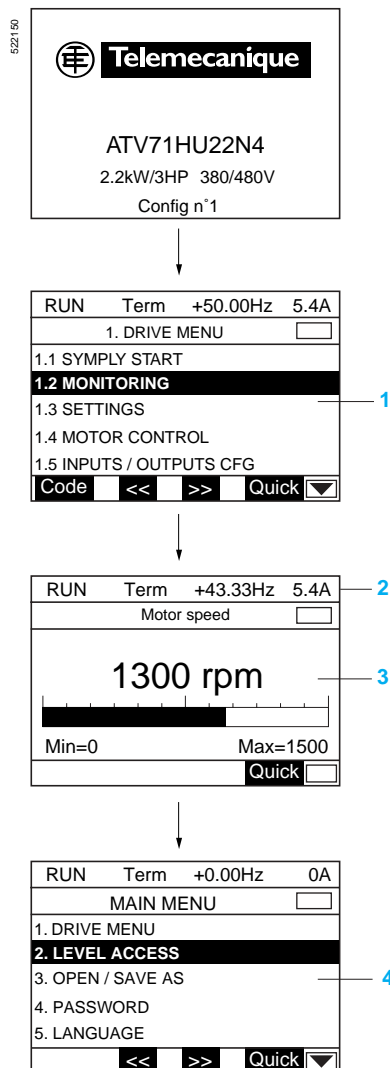 522150
Telemecanique
ATV71HU22N4
2.2kW/3HP 380/480V
Config n°1
RUN Term +50.00Hz 5.4A
1. DRIVE MENU
1.1 SYMPLY START
1.2 MONITORING
1.3 SETTINGS
1
1.4 MOTOR CONTROL
1.5 INPUTS / OUTPUTS CFG
Code << >> Quick
RUN Term +43.33Hz 5.4A
2
Motor speed
1300 rpm
3
Min=0 Max=1500
Quick
RUN Term +0.00Hz 0A
MAIN MENU
1. DRIVE MENU
2. LEVEL ACCESS
3. OPEN / SAVE AS
4
4. PASSWORD
5. LANGUAGE
<< >> Quick